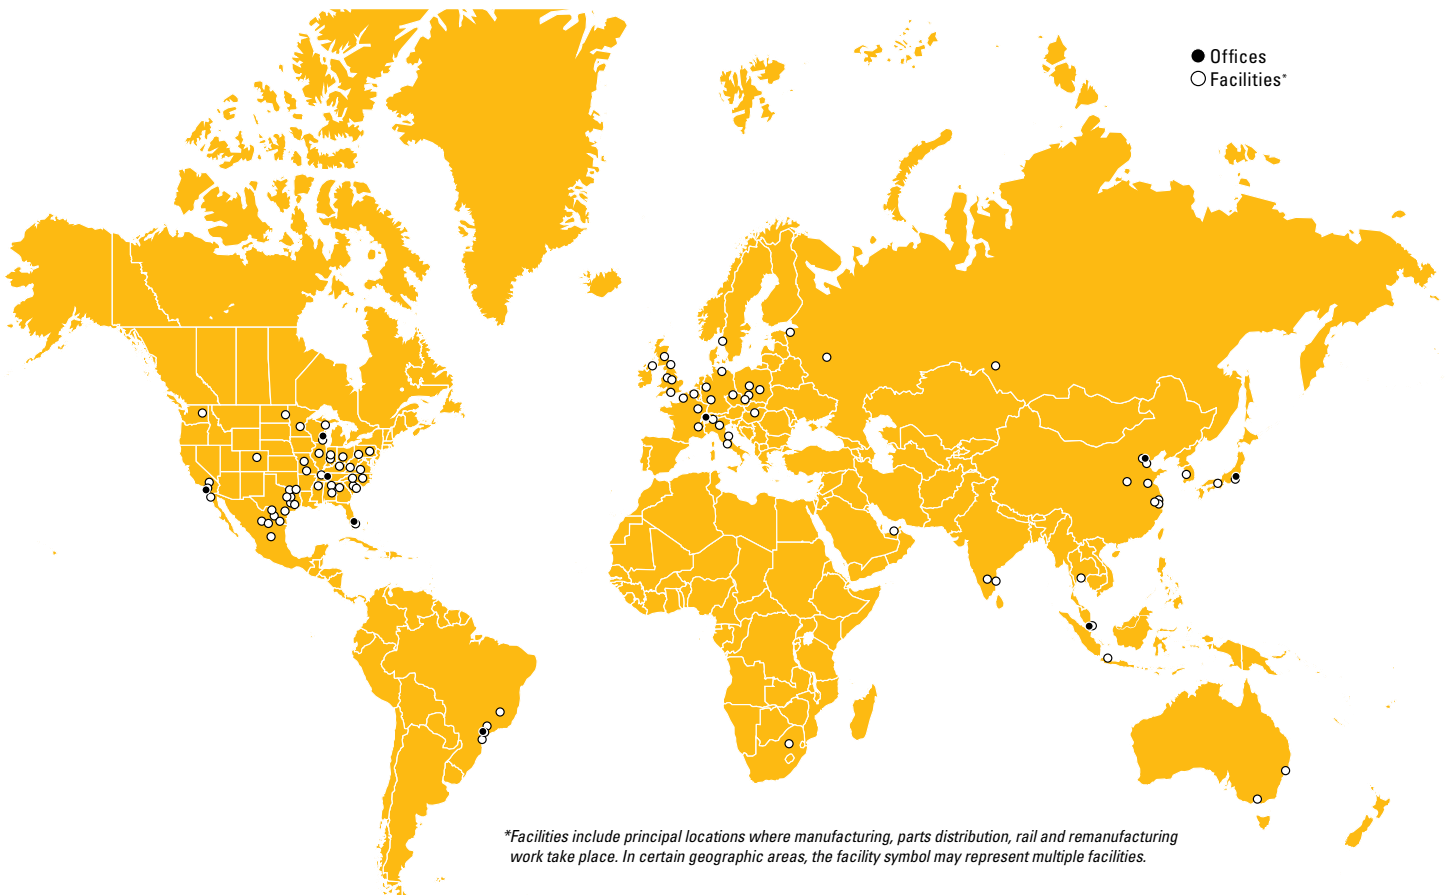 Offices
Facilities*
*Facilities include principal locations where manufacturing, parts distribution, rail and remanufacturing
work take place. In certain geographic areas, the facility symbol may represent multiple facilities.